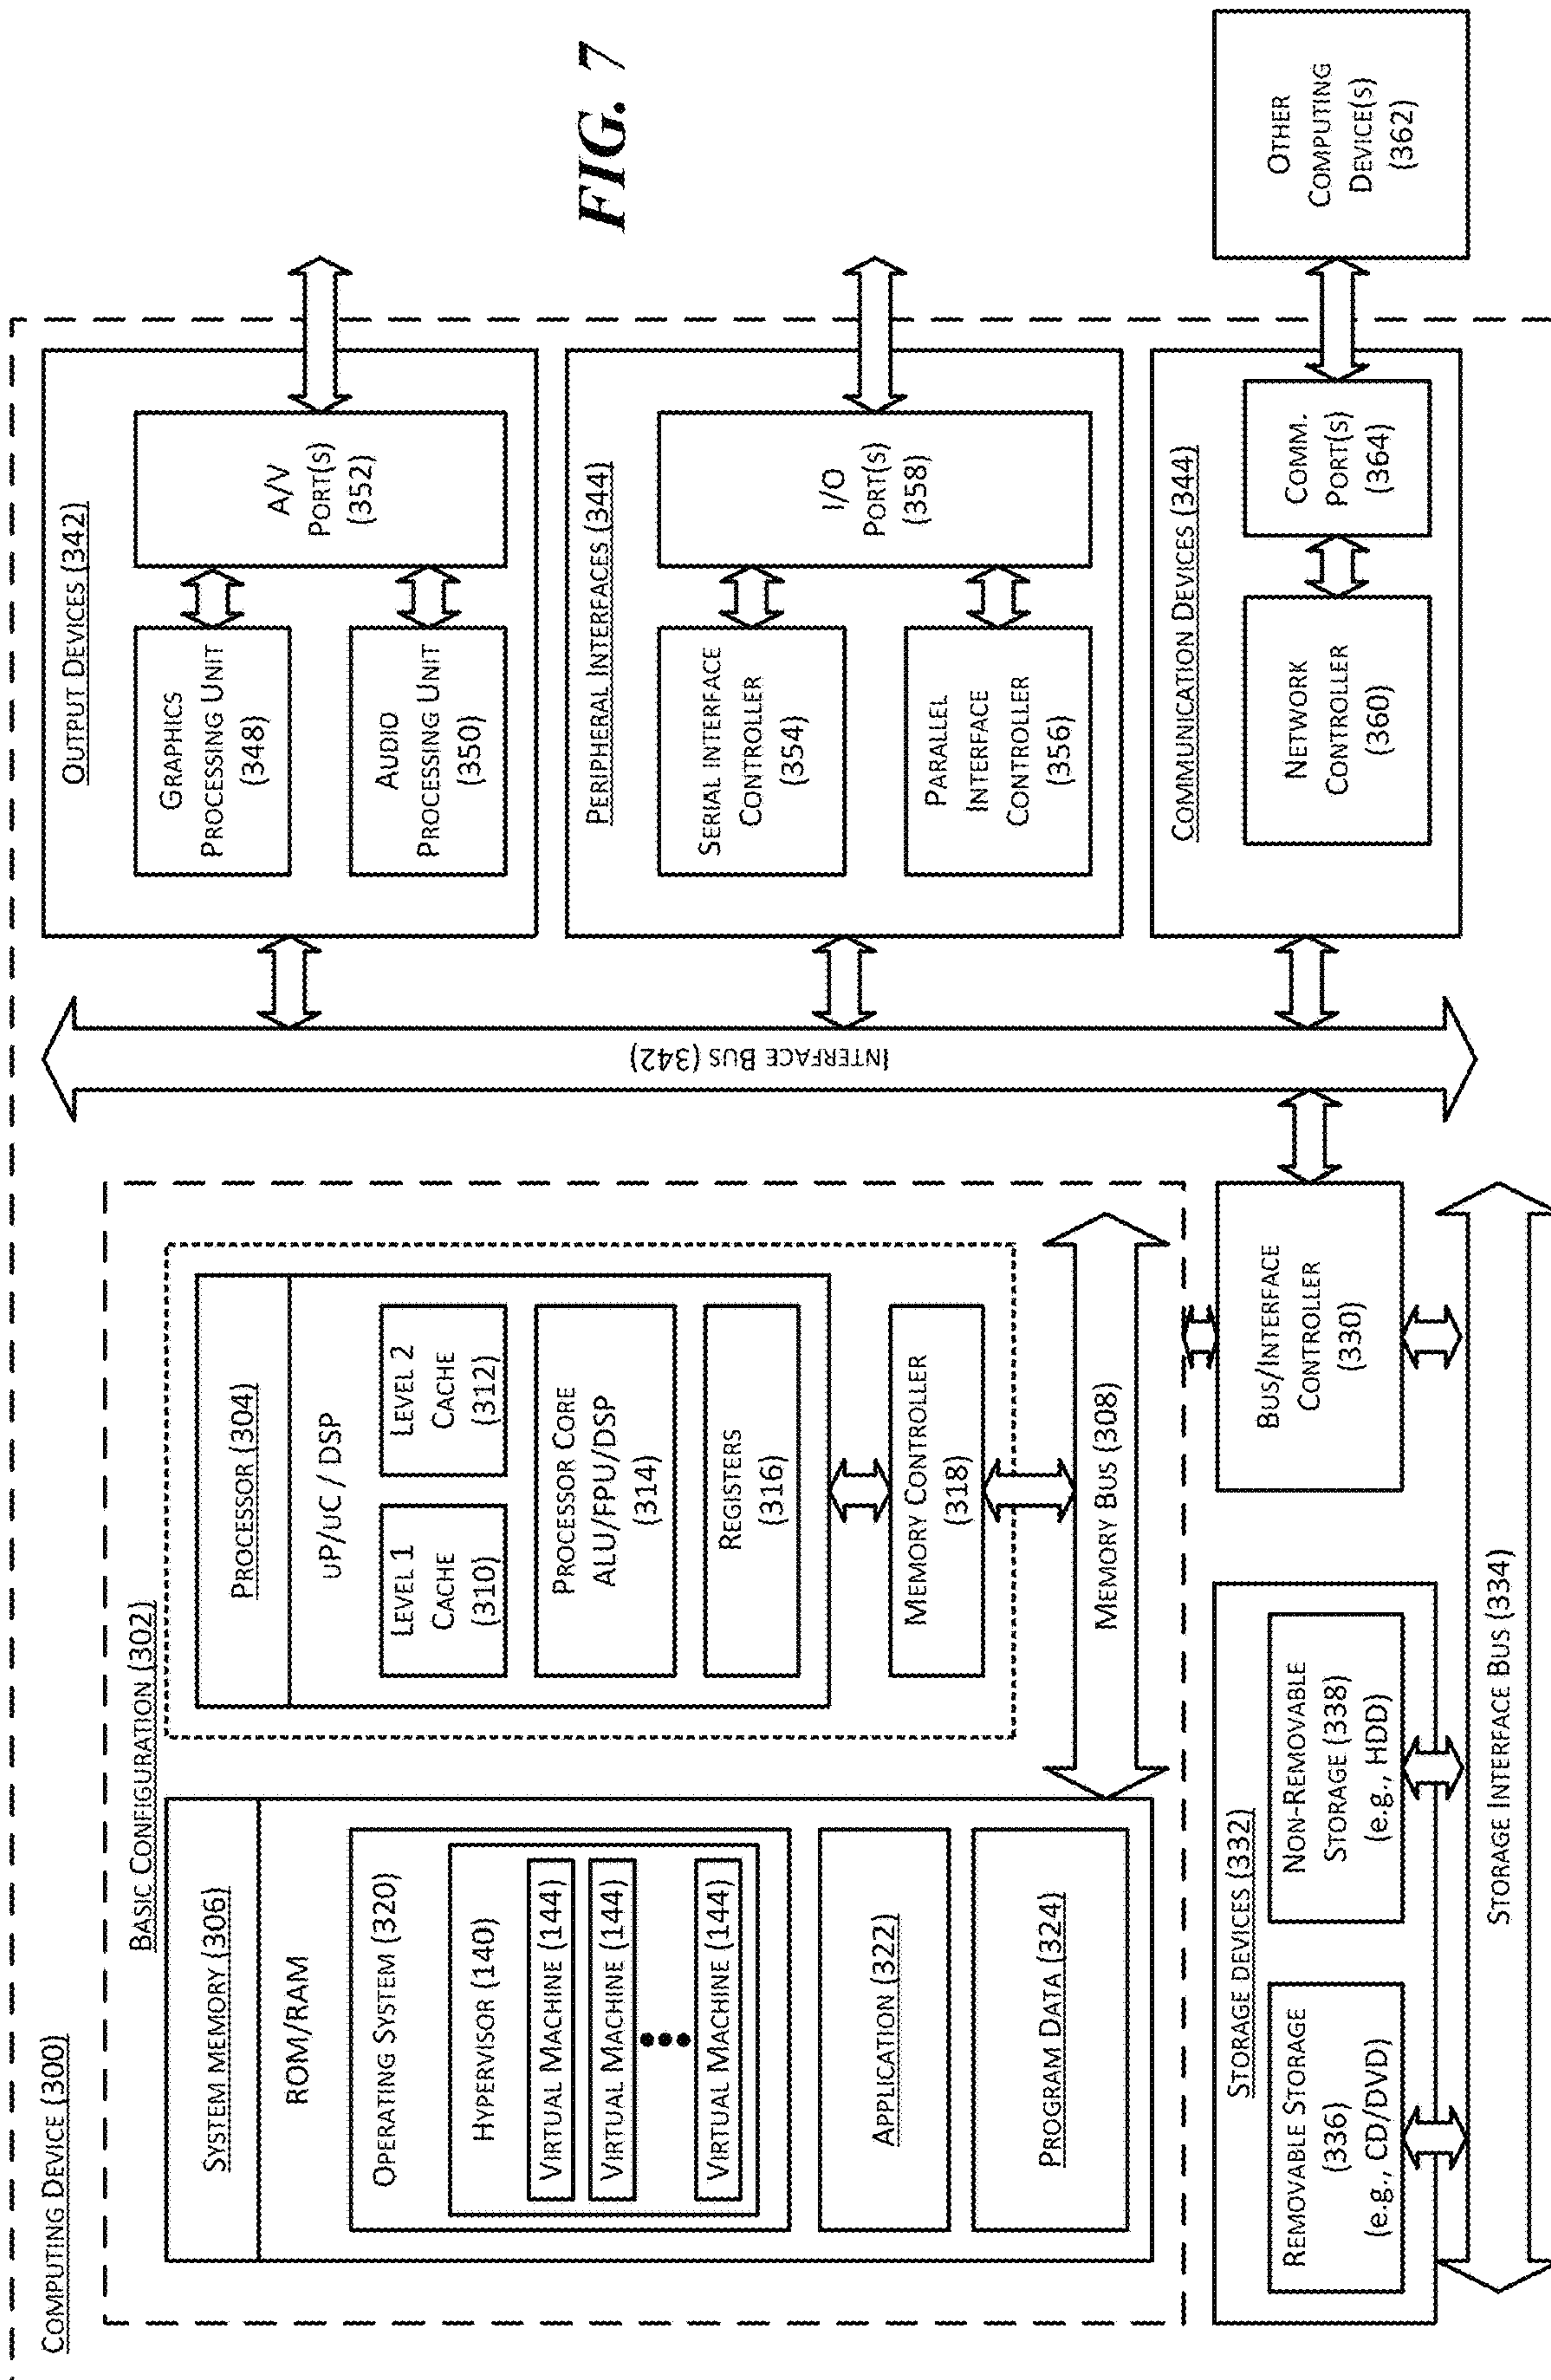 COMPUTING DEVICE (300)
BASIC CONFIGURATION (302)
SYSTEM MEMORY (306)
ROM/RAM
OPERATING SYSTEM (320)
HYPERVISOR (140)
VIRTUAL MACHINE (144)
VIRTUAL MACHINE (144)
VIRTUAL MACHINE (144)
APPLICATION (322)
PROGRAM DATA (324)
PROCESSOR (304)
uP/uC / DSP
LEVEL 1
CACHE
(310)
LEVEL 2
CACHE
(312)
PROCESSOR CORE
ALU/FPU/DSP
(314)
REGISTERS
(316)
MEMORY CONTROLLER
(318)
MEMORY BUS (308)
BUS/INTERFACE
CONTROLLER
(330)
STORAGE DEVICES (332)
REMOVABLE STORAGE
(336)
(e.g., CD/DVD)
NON-REMOVABLE
STORAGE (338)
(e.g., HDD)
STORAGE INTERFACE BUS (334)
INTERFACE BUS (342)
OUTPUT DEVICES (342)
GRAPHICS
PROCESSING UNIT
(348)
AUDIO
PROCESSING UNIT
(350)
A/V
PORT(S)
(352)
PERIPHERAL INTERFACES (344)
SERIAL INTERFACE
CONTROLLER
(354)
PARALLEL
INTERFACE
CONTROLLER
(356)
I/O
PORT(S)
(358)
COMMUNICATION DEVICES (344)
NETWORK
CONTROLLER
(360)
COMM.
PORT(S)
(364)
OTHER
COMPUTING
DEVICE(S)
(362)
FIG. 7